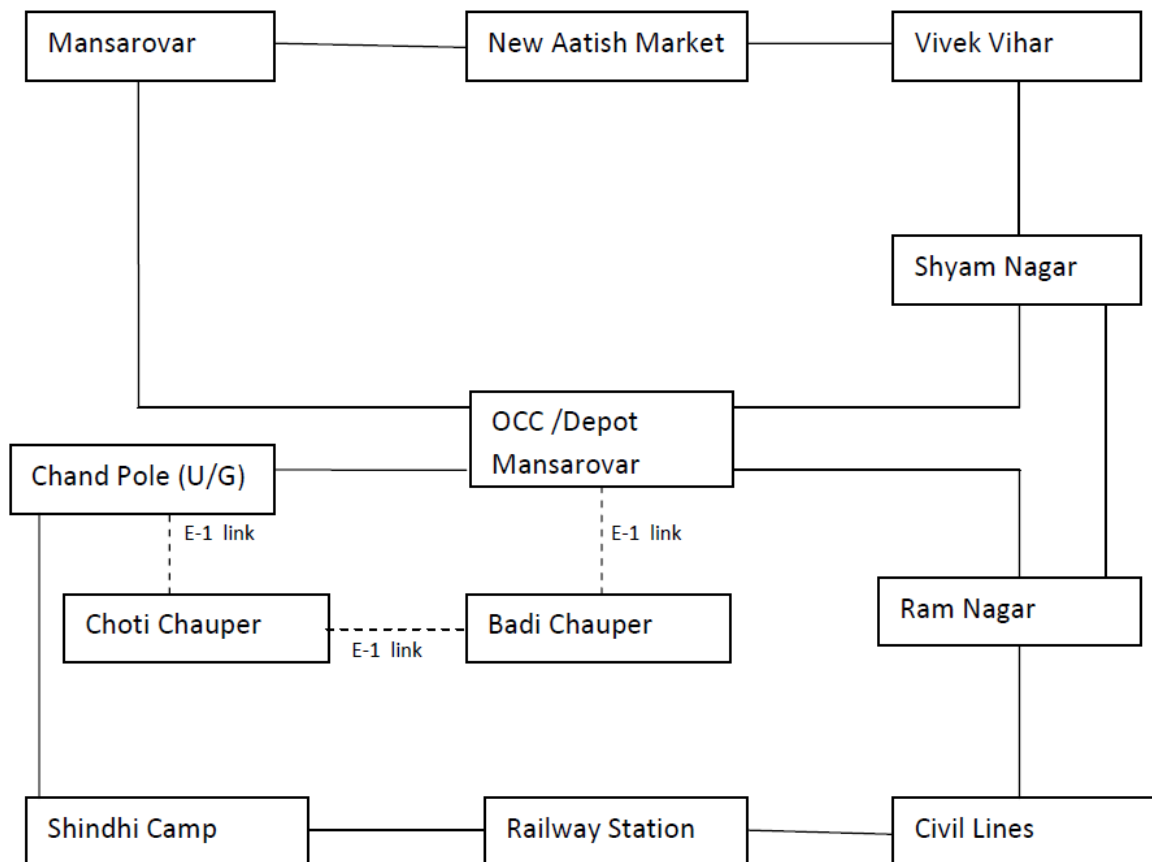 Mansarovar
New Aatish Market
Vivek Vihar
Shyam Nagar
OCC /Depot
Mansarovar
Chand Pole (U/G)
E-1 link
E-1 link
Choti Chauper
Badi Chauper
Ram Nagar
E-1 link
Shindhi Camp
Railway Station
Civil Lines